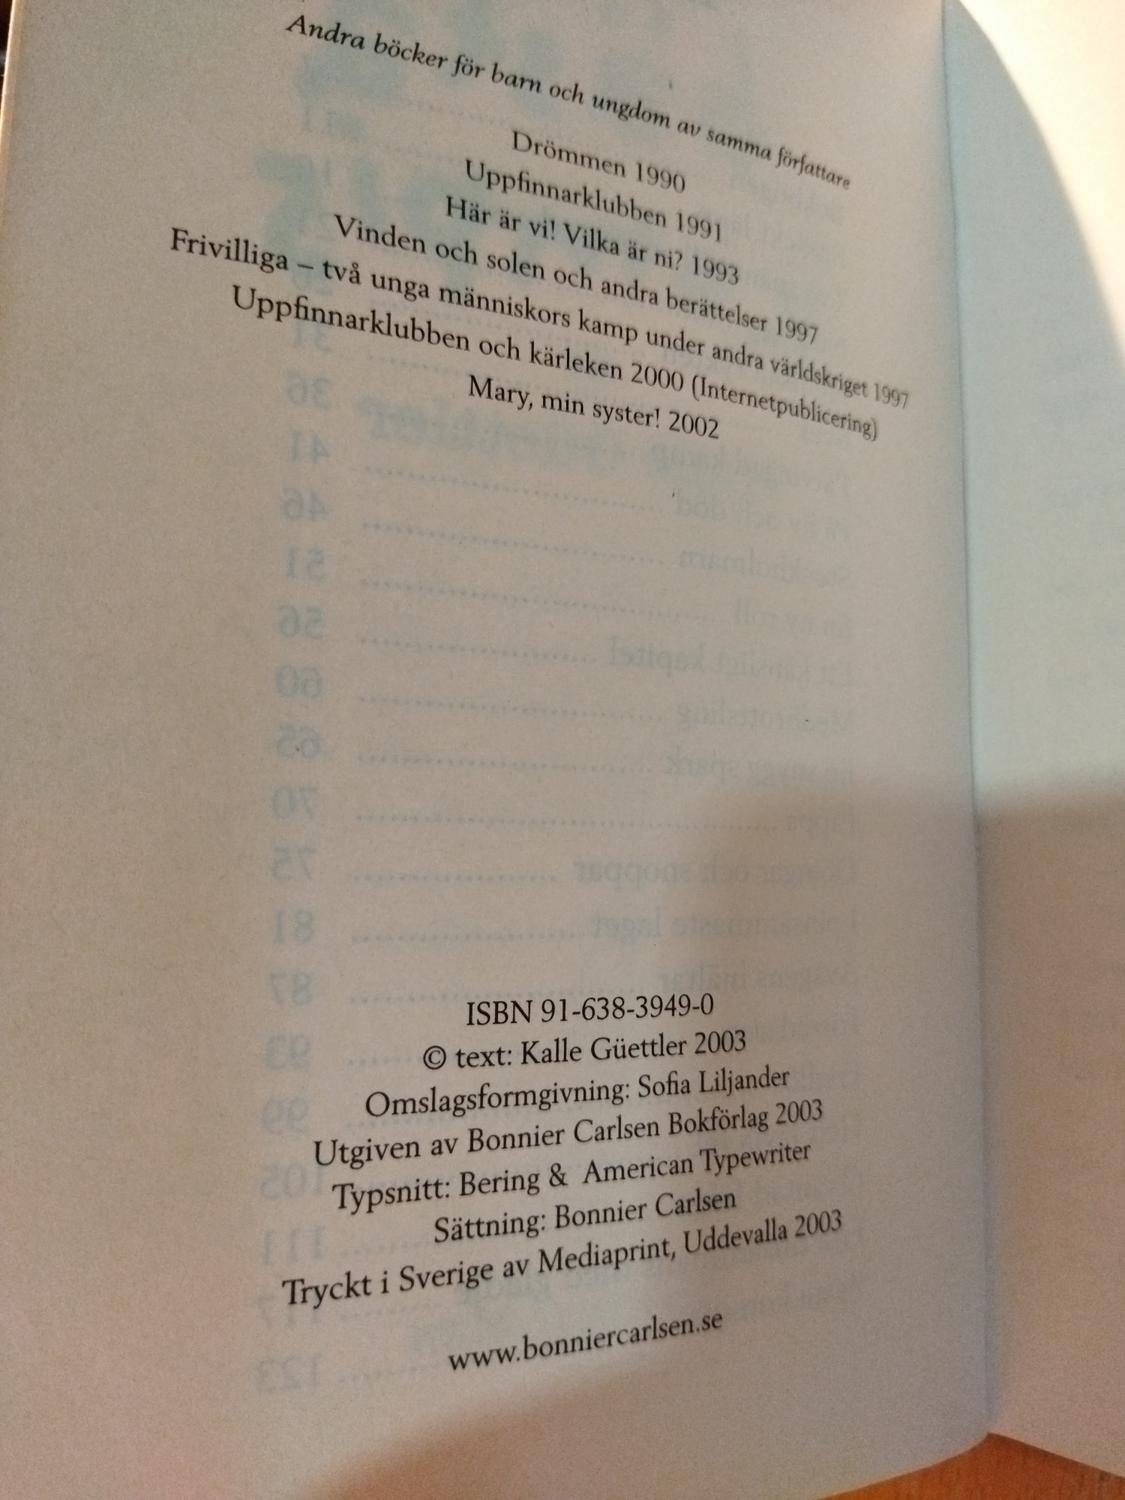 Andra böcker för barn och ungdom av samma författare
Drömmen 1990
Uppfinnarklubben 1991
Här är vi! Vilka är ni? 1993
Vinden och solen och andra berättelser 1997
Frivilliga – två unga människors kamp under andra världskriget 1997
Uppfinnarklubben och kärleken 2000 (Internetpublicering)
Mary, min syster! 2002
ISBN 91-638-3949-0
© text: Kalle Güettler 2003
Omslagsformgivning: Sofia Liljander
Utgiven av Bonnier Carlsen Bokförlag 2003
Typsnitt: Bering & American Typewriter
Sättning: Bonnier Carlsen
Tryckt i Sverige av Mediaprint, Uddevalla 2003
www.bonniercarlsen.se